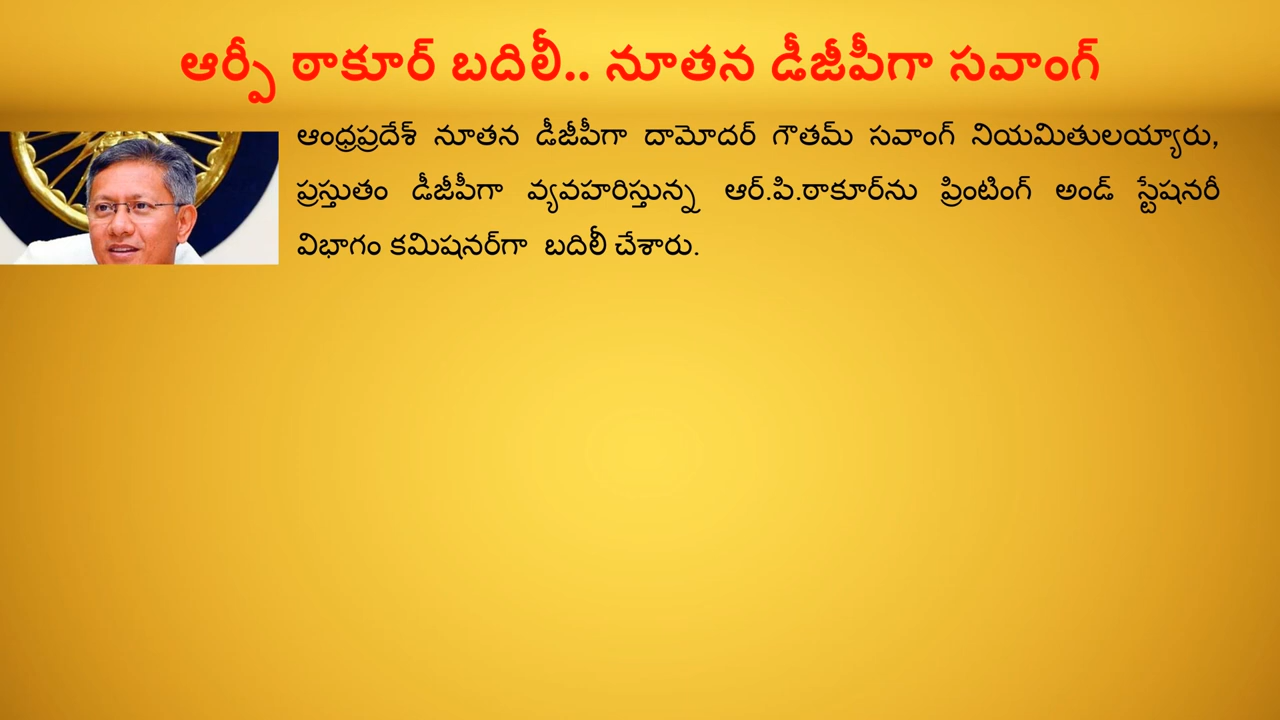 ఆర్పీ ఠాకూర్ బదిలీ.. నూతన డీజీపీగా సవాంగ్
ఆంధ్రప్రదేశ్ నూతన డీజీపీగా దామోదర్ గౌతమ్ సవాంగ్ నియమితులయ్యారు,
ప్రస్తుతం డీజీపీగా వ్యవహరిస్తున్న ఆర్.పి.ఠాకూర్‌ను ప్రింటింగ్ అండ్ స్టేషనరీ
విభాగం కమిషనర్‌గా బదిలీ చేశారు.